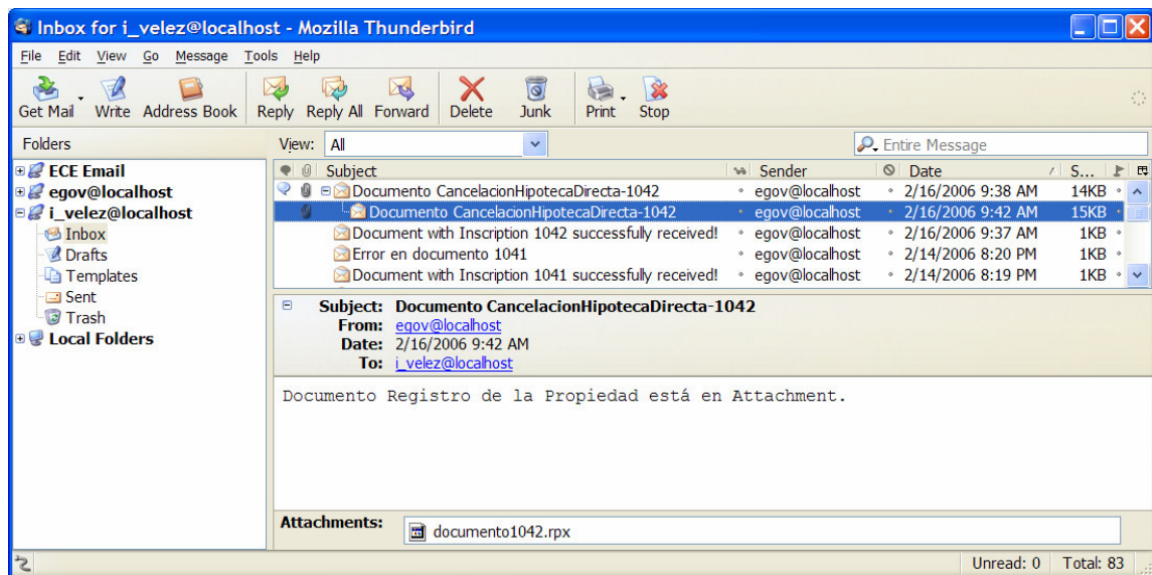 Inbox for i_velez@localhost - Mozilla Thunderbird
File Edit View Go Message Tools Help
Get Mail Write Address Book Reply Reply All Forward Delete Junk Print Stop
Folders View: All Entire Message
ECE Email
egov@localhost
i_velez@localhost
Inbox
Drafts
Templates
Sent
Trash
Local Folders
Subject Sender Date S...
Documento CancelacionHipotecaDirecta-1042 egov@localhost 2/16/2006 9:38 AM 14KB
Documento CancelacionHipotecaDirecta-1042 egov@localhost 2/16/2006 9:42 AM 15KB
Document with Inscription 1042 successfully received! egov@localhost 2/16/2006 9:37 AM 1KB
Error en documento 1041 egov@localhost 2/14/2006 8:20 PM 1KB
Document with Inscription 1041 successfully received! egov@localhost 2/14/2006 8:19 PM 1KB
Subject: Documento CancelacionHipotecaDirecta-1042
From: egov@localhost
Date: 2/16/2006 9:42 AM
To: i_velez@localhost
Documento Registro de la Propiedad está en Attachment.
Attachments: documento1042.rpx
Unread: 0 Total: 83